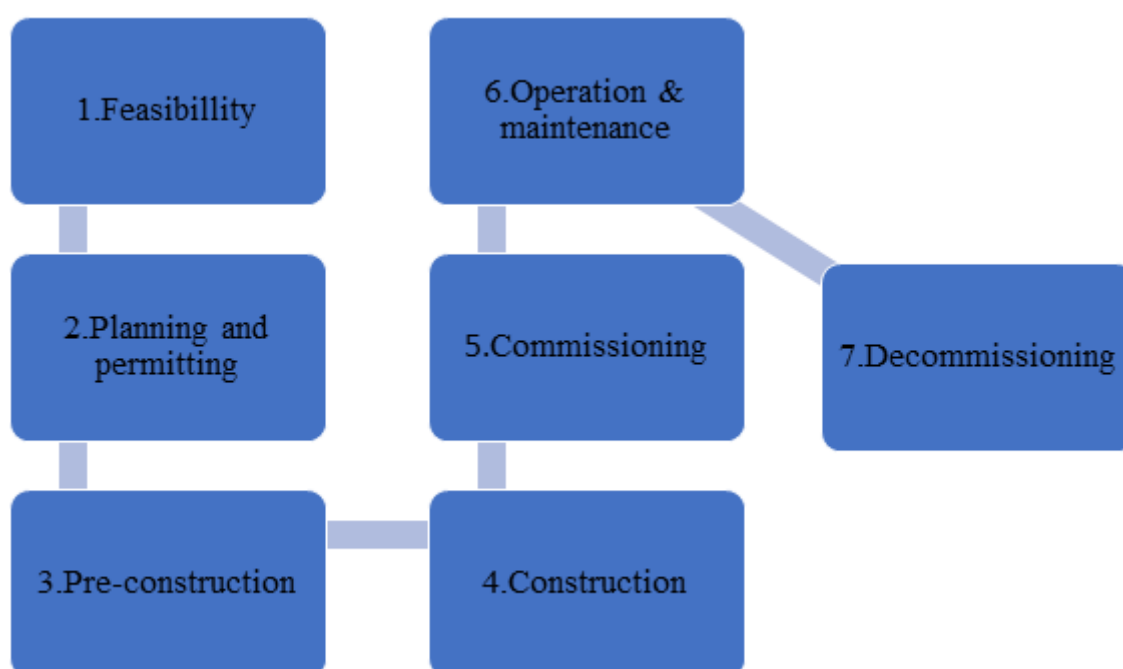 1.Feasibillity
2.Planning and
permitting
3.Pre-construction
4.Construction
5.Commissioning
6.Operation &
maintenance
7.Decommissioning